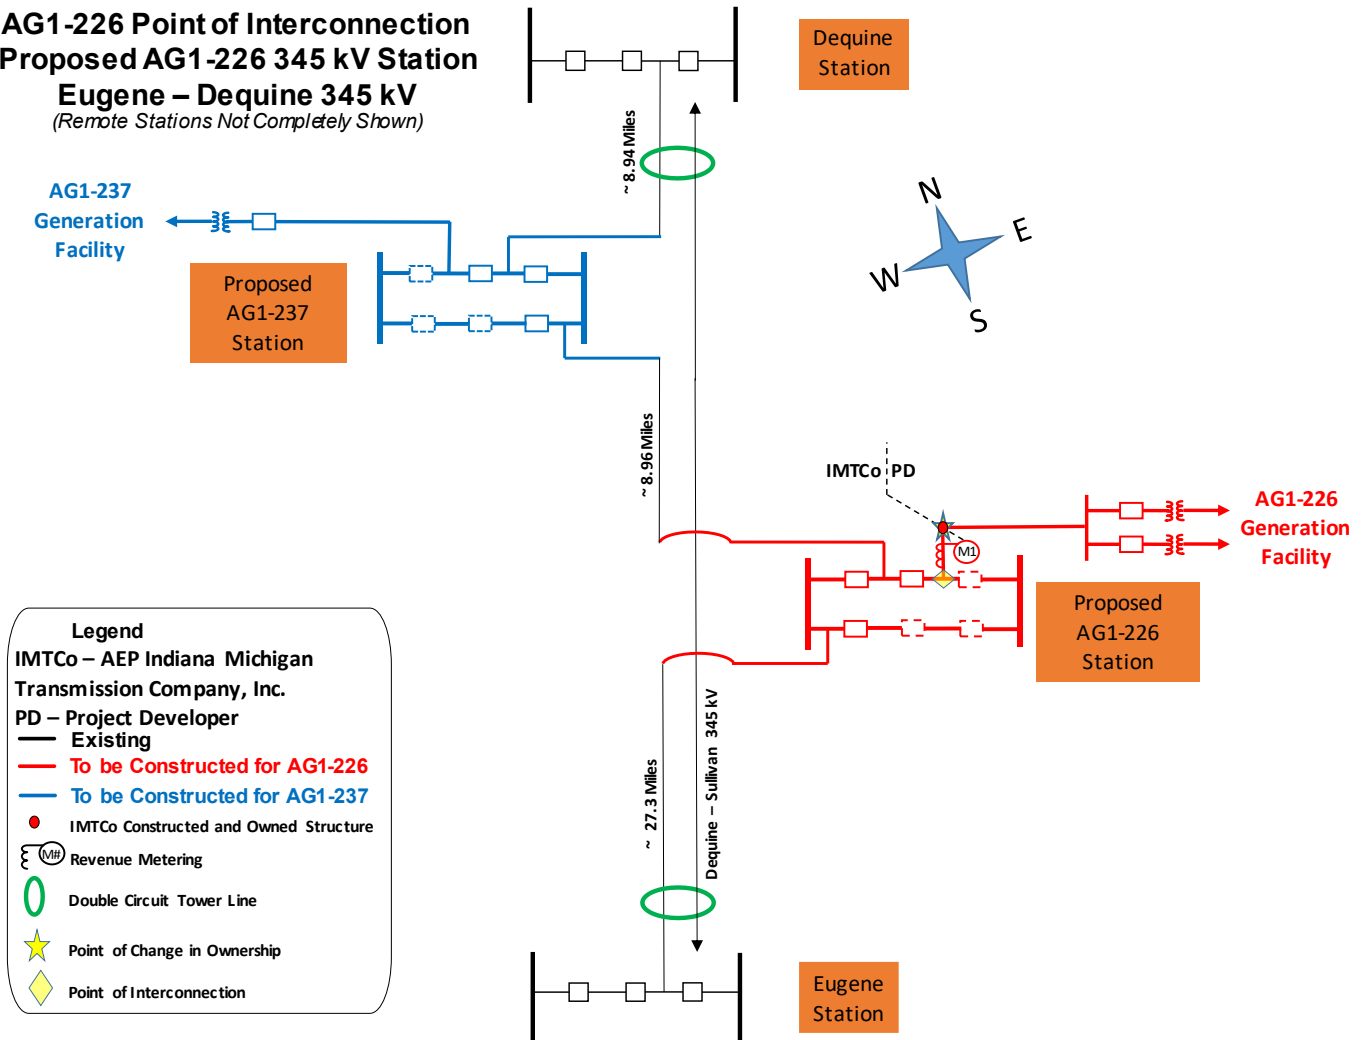 AG1-226 Point of Interconnection
Proposed AG1-226 345 kV Station
Eugene – Dequine 345 kV
(Remote Stations Not Completely Shown)
Dequine
Station
~ 8.94 Miles
AG1-237
Generation
Facility
N
E
W
S
Proposed
AG1-237
Station
~ 8.96 Miles
IMTCo PD
AG1-226
Generation
Facility
M1
Proposed
AG1-226
Station
Legend
IMTCo – AEP Indiana Michigan
Transmission Company, Inc.
PD – Project Developer
Existing
To be Constructed for AG1-226
To be Constructed for AG1-237
IMTCo Constructed and Owned Structure
M# Revenue Metering
Double Circuit Tower Line
Point of Change in Ownership
Point of Interconnection
~ 27.3 Miles
Dequine – Sullivan 345 kV
Eugene
Station